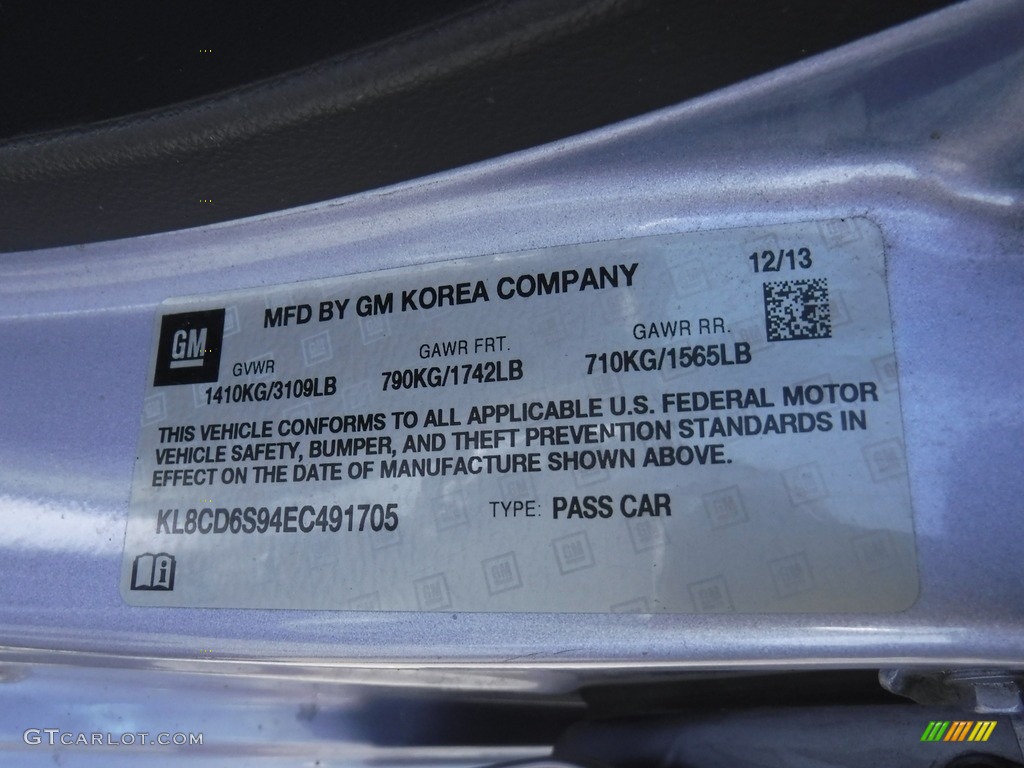 12/13
MFD BY GM KOREA COMPANY
GM
GVWR GAWR FRT. GAWR RR.
1410KG/3109LB 790KG/1742LB 710KG/1565LB
THIS VEHICLE CONFORMS TO ALL APPLICABLE U.S. FEDERAL MOTOR
VEHICLE SAFETY, BUMPER, AND THEFT PREVENTION STANDARDS IN
EFFECT ON THE DATE OF MANUFACTURE SHOWN ABOVE.
KL8CD6S94EC491705 TYPE: PASS CAR
i
GTCARLOT.COM